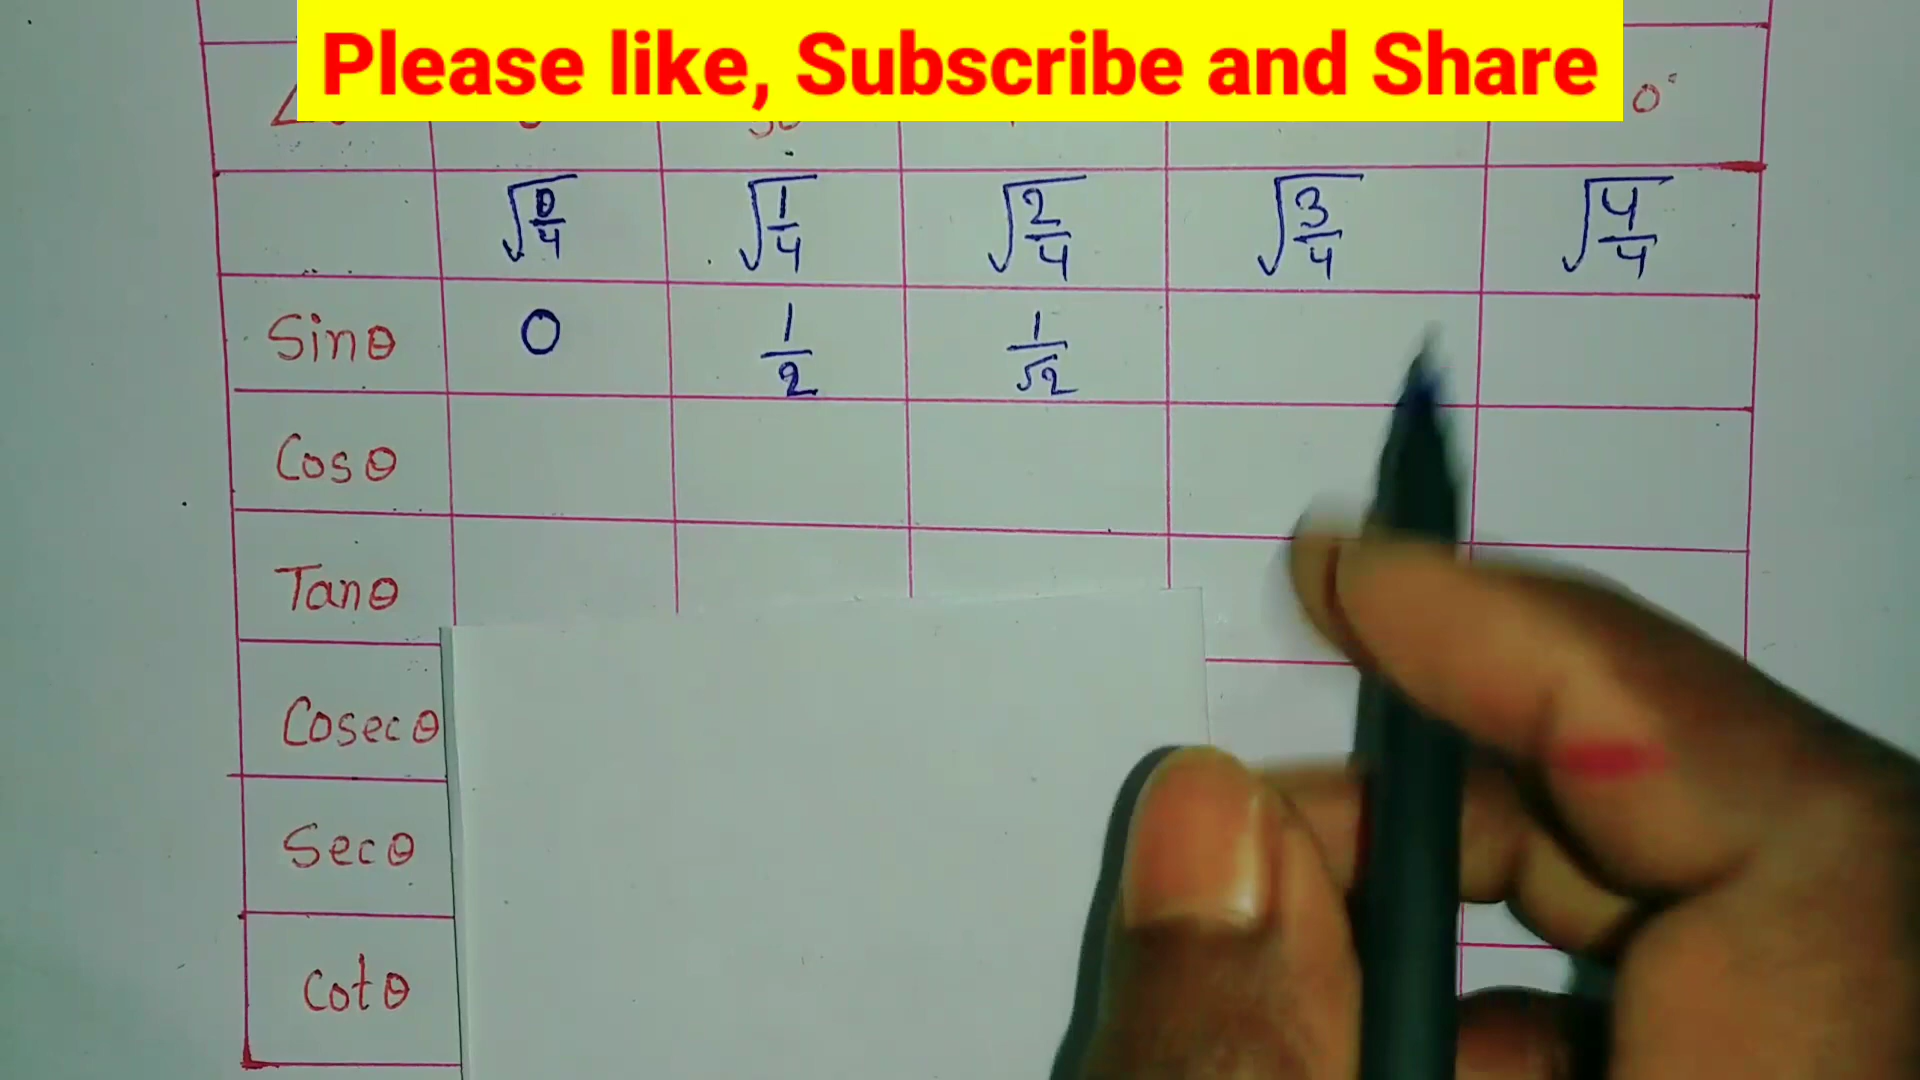 Please like, Subscribe and Share
0°
√0/4 √1/4 √2/4 √3/4 √4/4
Sinθ 0 1/2 1/√2
Cosθ
Tanθ
Cosecθ
Secθ
Cotθ